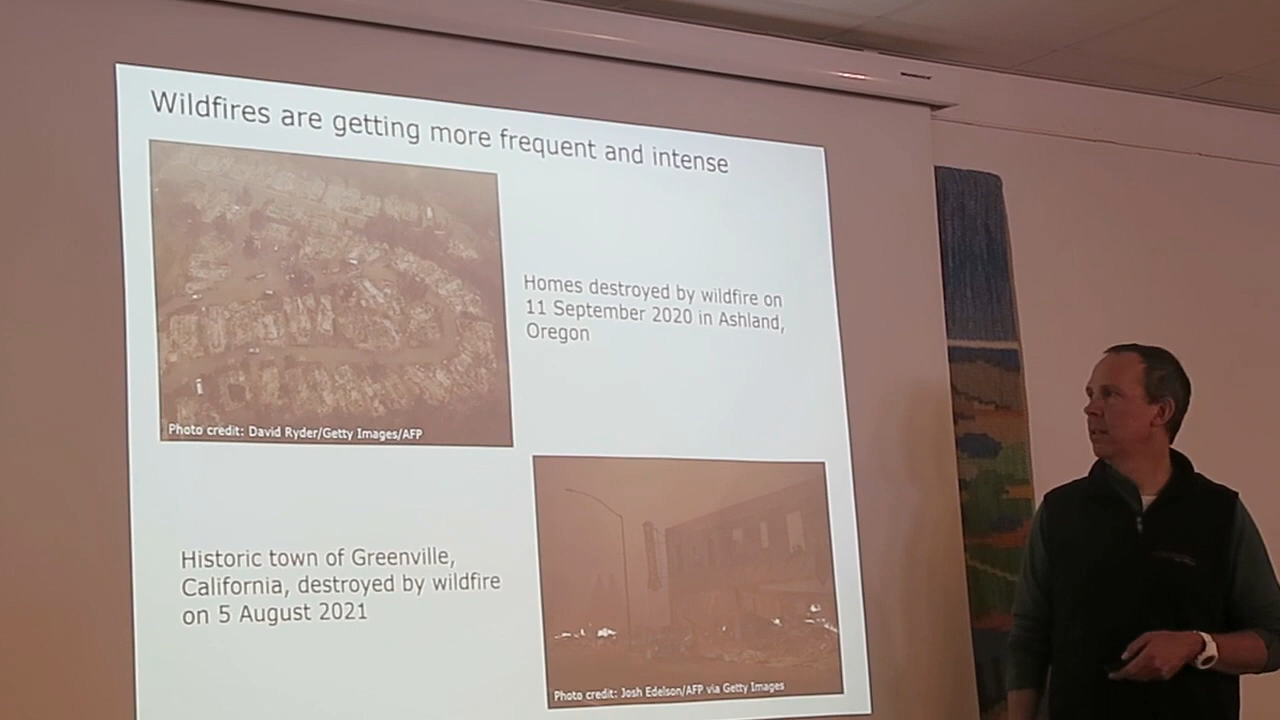 Wildfires are getting more frequent and intense
Homes destroyed by wildfire on
11 September 2020 in Ashland,
Oregon
Photo credit: David Ryder/Getty Images/AFP
Historic town of Greenville,
California, destroyed by wildfire
on 5 August 2021
Photo credit: Josh Edelson/AFP via Getty Images